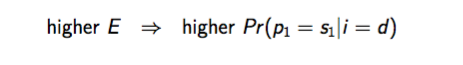 higher E ⇒ higher Pr(p₁ = s₁|i = d)